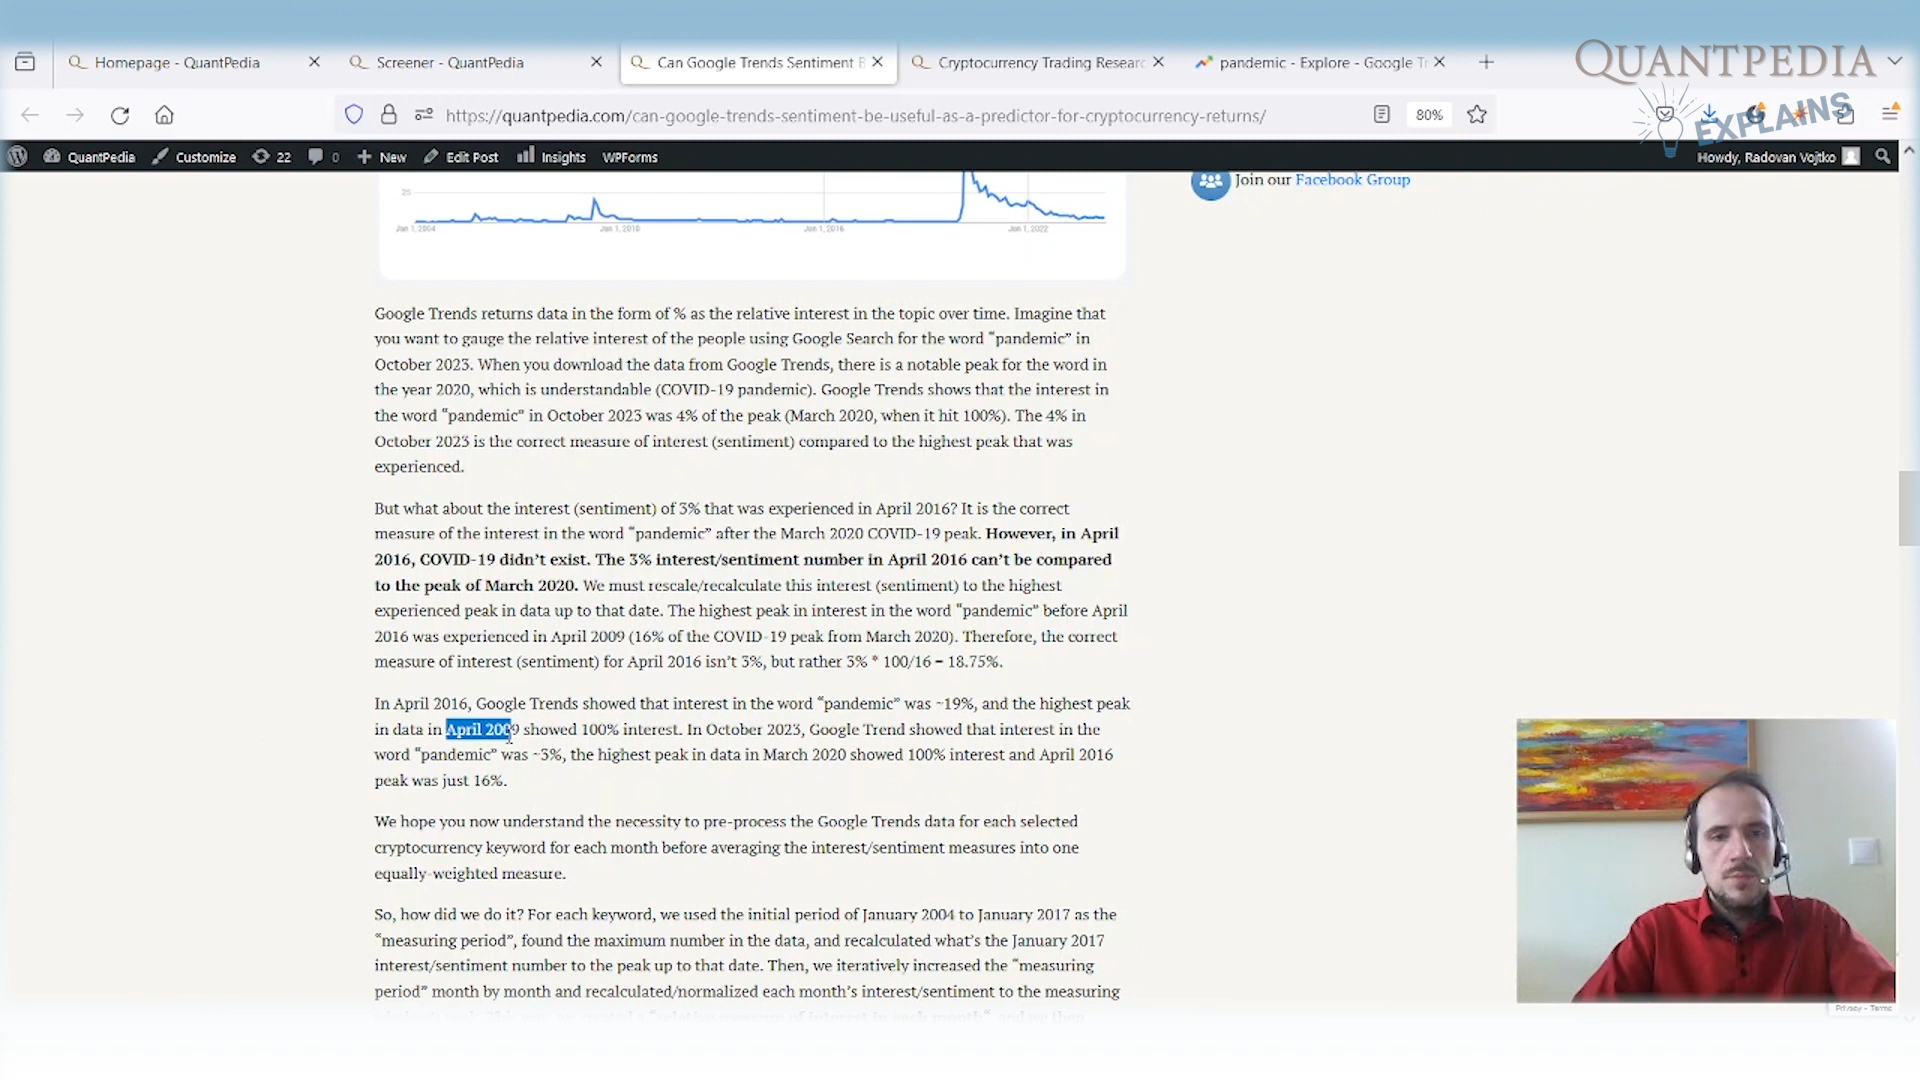 Homepage - QuantPedia
Screener - QuantPedia
Can Google Trends Sentiment B
Cryptocurrency Trading Researc
pandemic - Explore - Google Tr
QUANTPEDIA
EXPLAINS
https://quantpedia.com/can-google-trends-sentiment-be-useful-as-a-predictor-for-cryptocurrency-returns/
80%
QuantPedia
Customize
22
0
New
Edit Post
Insights
WPForms
Howdy, Radovan Vojtko
Join our Facebook Group
25
Jan 1, 2004
Jan 1, 2010
Jan 1, 2016
Jan 1, 2022
Google Trends returns data in the form of % as the relative interest in the topic over time. Imagine that
you want to gauge the relative interest of the people using Google Search for the word “pandemic” in
October 2023. When you download the data from Google Trends, there is a notable peak for the word in
the year 2020, which is understandable (COVID-19 pandemic). Google Trends shows that the interest in
the word “pandemic” in October 2023 was 4% of the peak (March 2020, when it hit 100%). The 4% in
October 2023 is the correct measure of interest (sentiment) compared to the highest peak that was
experienced.
But what about the interest (sentiment) of 3% that was experienced in April 2016? It is the correct
measure of the interest in the word “pandemic” after the March 2020 COVID-19 peak. However, in April
2016, COVID-19 didn’t exist. The 3% interest/sentiment number in April 2016 can’t be compared
to the peak of March 2020. We must rescale/recalculate this interest (sentiment) to the highest
experienced peak in data up to that date. The highest peak in interest in the word “pandemic” before April
2016 was experienced in April 2009 (16% of the COVID-19 peak from March 2020). Therefore, the correct
measure of interest (sentiment) for April 2016 isn’t 3%, but rather 3% * 100/16 = 18.75%.
In April 2016, Google Trends showed that interest in the word “pandemic” was ~19%, and the highest peak
in data in April 2009 showed 100% interest. In October 2023, Google Trend showed that interest in the
word “pandemic” was ~3%, the highest peak in data in March 2020 showed 100% interest and April 2016
peak was just 16%.
We hope you now understand the necessity to pre-process the Google Trends data for each selected
cryptocurrency keyword for each month before averaging the interest/sentiment measures into one
equally-weighted measure.
So, how did we do it? For each keyword, we used the initial period of January 2004 to January 2017 as the
“measuring period”, found the maximum number in the data, and recalculated what’s the January 2017
interest/sentiment number to the peak up to that date. Then, we iteratively increased the “measuring
period” month by month and recalculated/normalized each month’s interest/sentiment to the measuring
Privacy - Terms